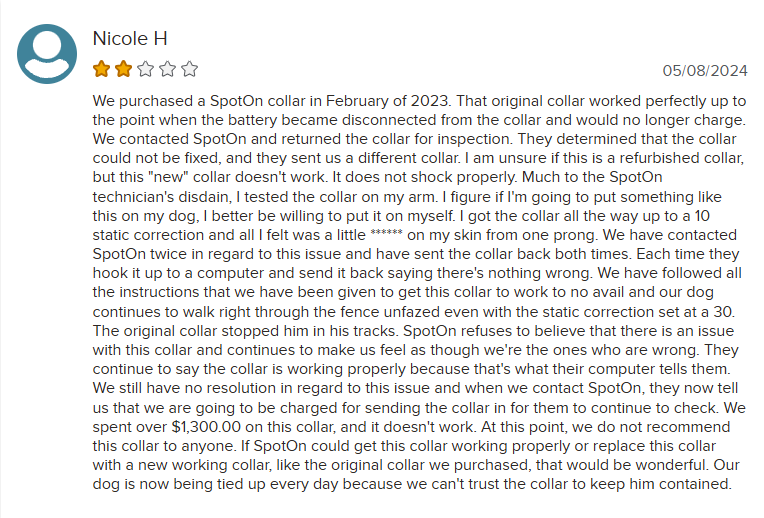 Nicole H
05/08/2024
We purchased a SpotOn collar in February of 2023. That original collar worked perfectly up to
the point when the battery became disconnected from the collar and would no longer charge.
We contacted SpotOn and returned the collar for inspection. They determined that the collar
could not be fixed, and they sent us a different collar. I am unsure if this is a refurbished collar,
but this "new" collar doesn't work. It does not shock properly. Much to the SpotOn
technician's disdain, I tested the collar on my arm. I figure if I'm going to put something like
this on my dog, I better be willing to put it on myself. I got the collar all the way up to a 10
static correction and all I felt was a little ****** on my skin from one prong. We have contacted
SpotOn twice in regard to this issue and have sent the collar back both times. Each time they
hook it up to a computer and send it back saying there's nothing wrong. We have followed all
the instructions that we have been given to get this collar to work to no avail and our dog
continues to walk right through the fence unfazed even with the static correction set at a 30.
The original collar stopped him in his tracks. SpotOn refuses to believe that there is an issue
with this collar and continues to make us feel as though we're the ones who are wrong. They
continue to say the collar is working properly because that's what their computer tells them.
We still have no resolution in regard to this issue and when we contact SpotOn, they now tell
us that we are going to be charged for sending the collar in for them to continue to check. We
spent over $1,300.00 on this collar, and it doesn't work. At this point, we do not recommend
this collar to anyone. If SpotOn could get this collar working properly or replace this collar
with a new working collar, like the original collar we purchased, that would be wonderful. Our
dog is now being tied up every day because we can't trust the collar to keep him contained.